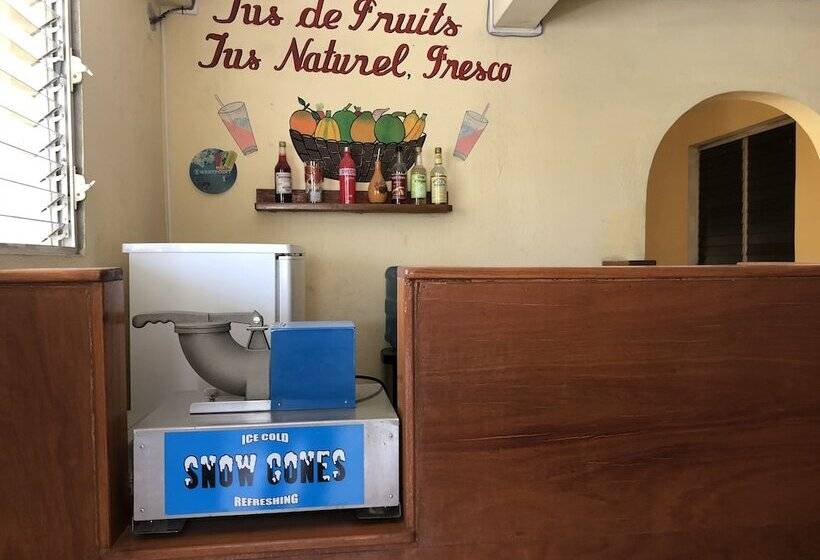 Jus de Fruits
Jus Naturel, Fresco
ICE COLD
SNOW CONES
REFRESHING